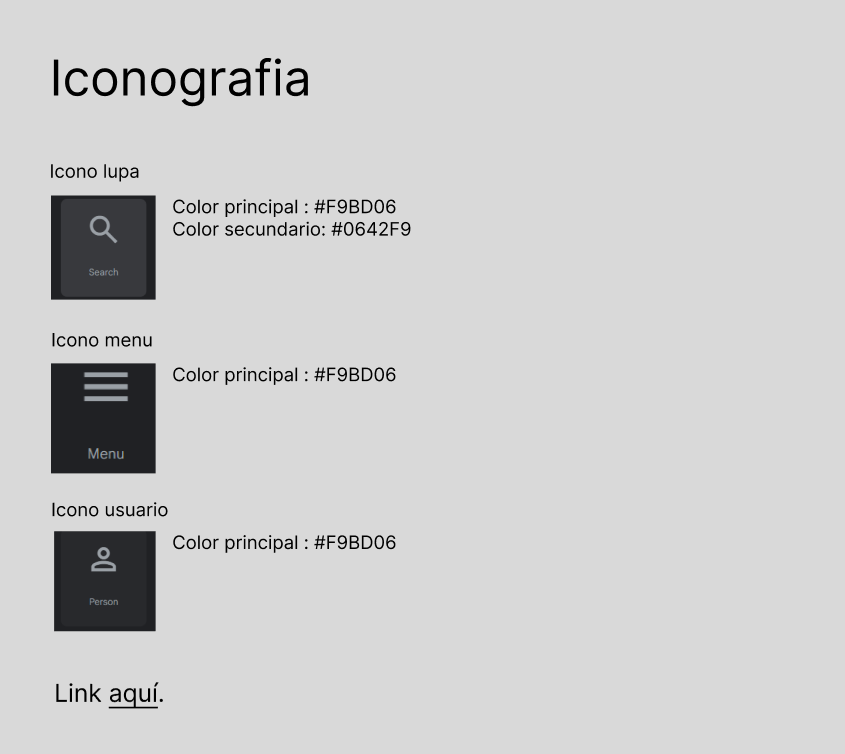 Iconografia
Icono lupa
Color principal : #F9BD06
Color secundario: #0642F9
Search
Icono menu
Color principal : #F9BD06
Menu
Icono usuario
Color principal : #F9BD06
Person
Link aquí.